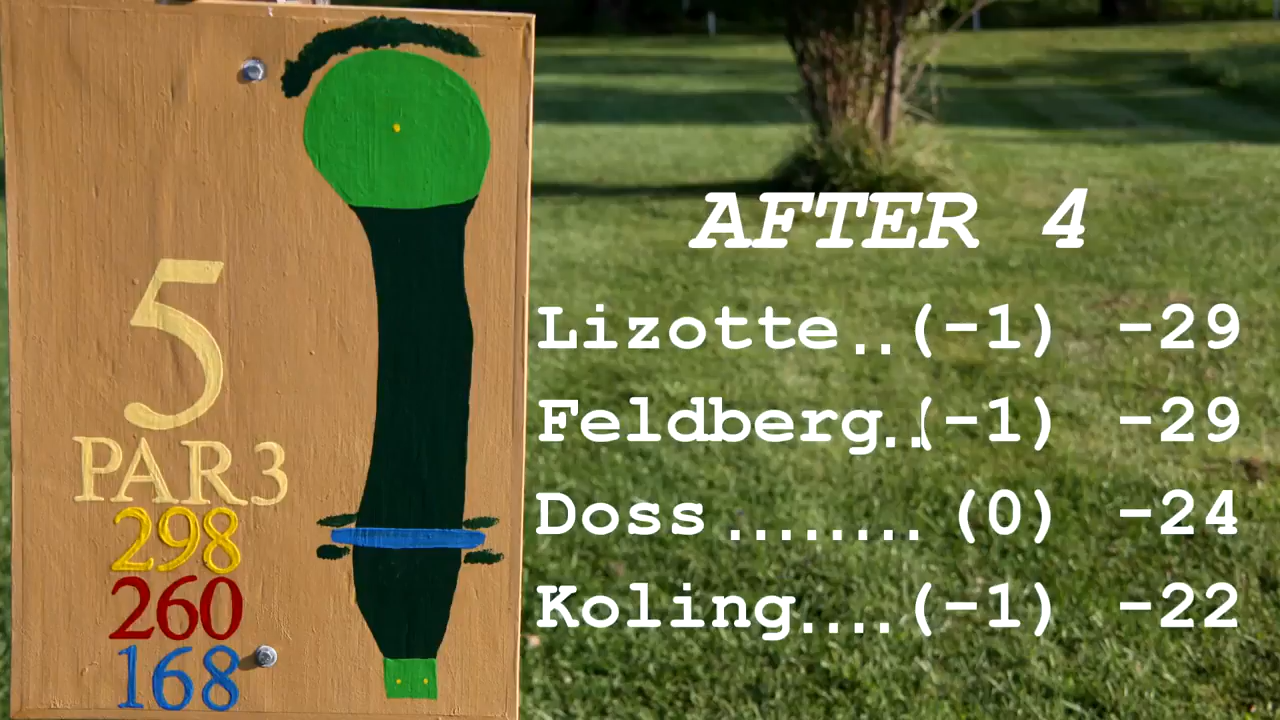 5
PAR3
298
260
168
AFTER 4
Lizotte..(-1) -29
Feldberg..(-1) -29
Doss........(0) -24
Koling....(-1) -22